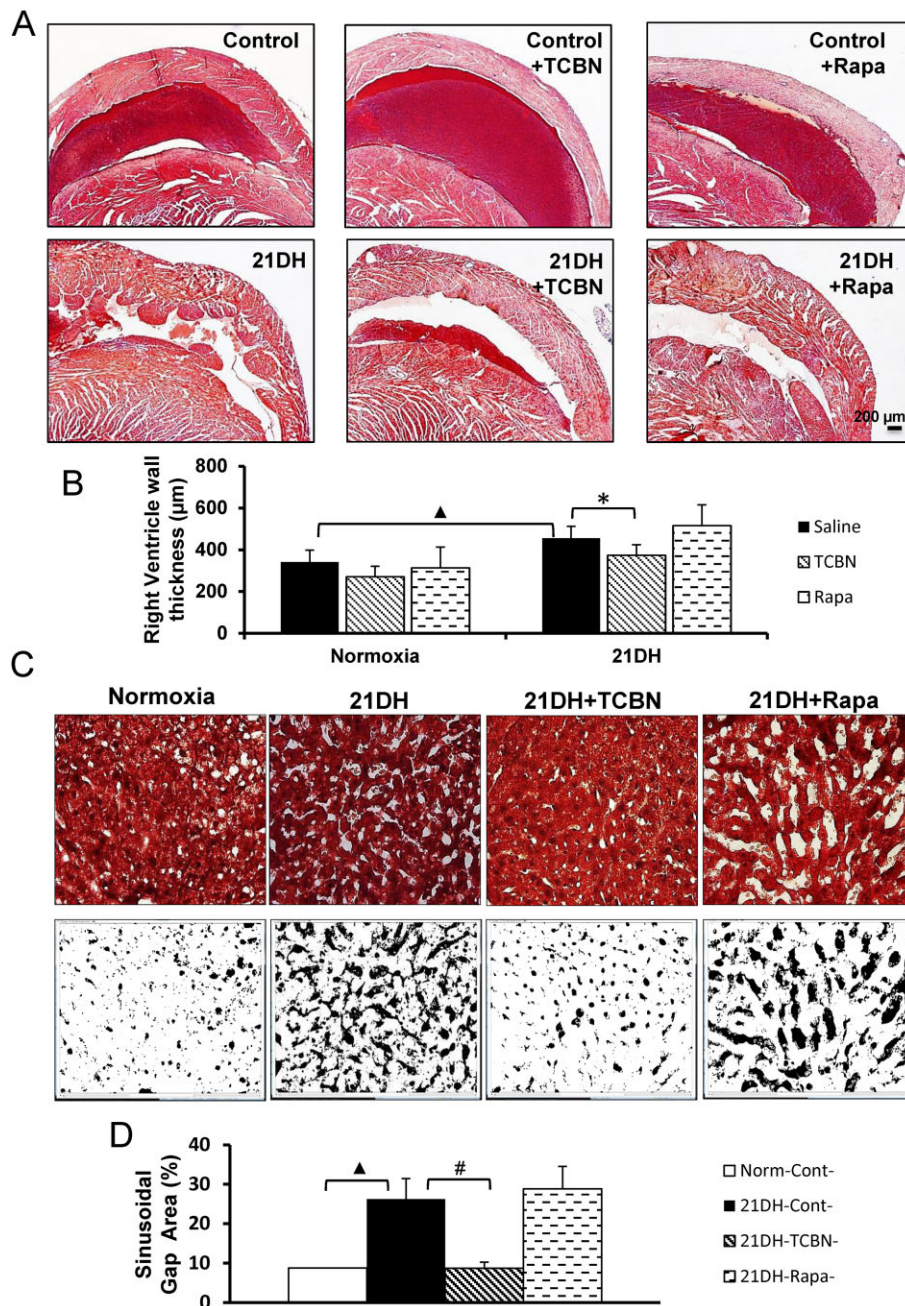 A
Control
Control
+TCBN
Control
+Rapa
21DH
21DH
+TCBN
21DH
+Rapa
200 µm
B
Right Ventricle wall
thickness (µm)
800
600
400
200
0
▲
*
Normoxia
21DH
Saline
TCBN
Rapa
C
Normoxia
21DH
21DH+TCBN
21DH+Rapa
D
Sinusoidal
Gap Area (%)
40
30
20
10
0
▲
#
Norm-Cont-
21DH-Cont-
21DH-TCBN-
21DH-Rapa-